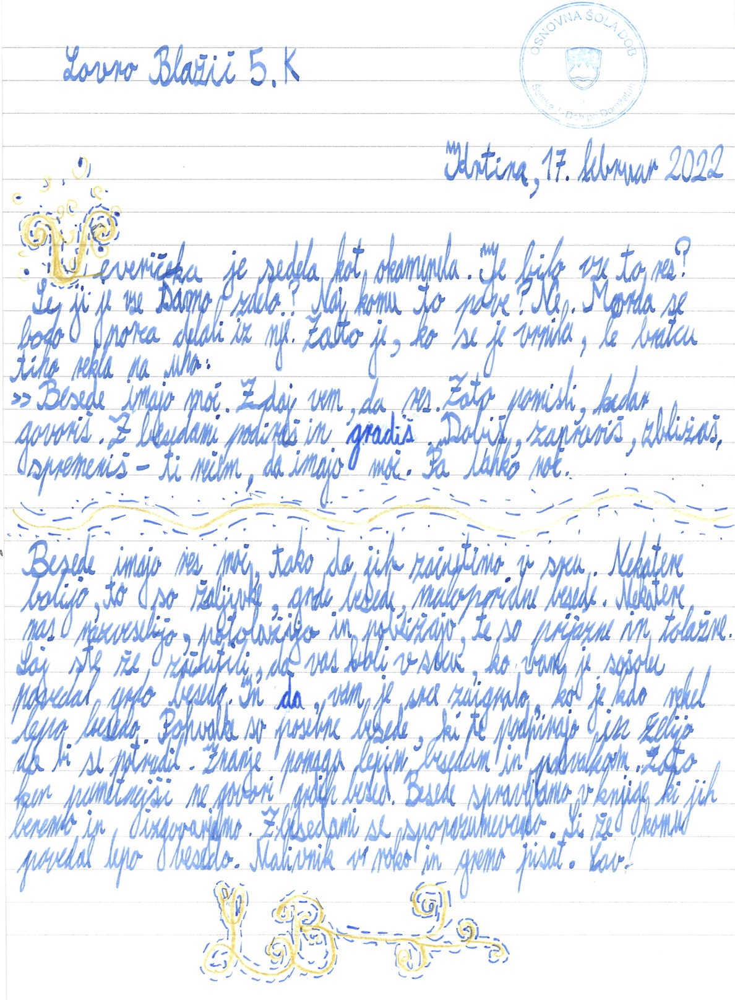 OSNOVNA ŠOLA DOB
Šolska 7, Dob pri Domžalah
Lovro Blažič 5. K
Krtina, 17. februar 2022
Veverička je sedela kot okamenela. Je bilo vse to res?
Se ji je vse samo zdelo? Naj komu to pove? Ne. Morda se
bodo norca delali iz nje. Zato je, ko se je vrnila, le bratcu
tiho rekla na uho:
>> Besede imajo moč. Zdaj vem, da res. Zato pomisli, kadar
govoriš. Z besedami podiraš in gradiš. Dobiš, zapraviš, zbližaš,
spremeniš – ti rečem, da imajo moč. Pa lahko noč.
Besede imajo res moč, tako da jih začutimo v srcu. Nekatere
bolijo, to so žaljivke, grde besede, malopridne besede. Nekatere
nas razveselijo, potolažijo in pobližajo, te so prijazne in tolažne.
Saj ste že začutili, da vas boli v srcu, ko vam je sošolec
povedal grdo besedo. In da vam je srce zaigralo, ko je kdo rekel
lepo besedo. Pohvalke so posebne besede, ki te podpirajo in želijo
da bi se potrudil. Znanje pomaga lepim besedam in pohvalkam. Zato
ker pametnejši ne govori grdih besed. Besede spravljamo v knjige ki jih
beremo in izgovarjamo. Z besedami se sporazumevamo. Si že komu
povedal lepo besedo. Nalivnik v roko in gremo pisat. Čav!
LB